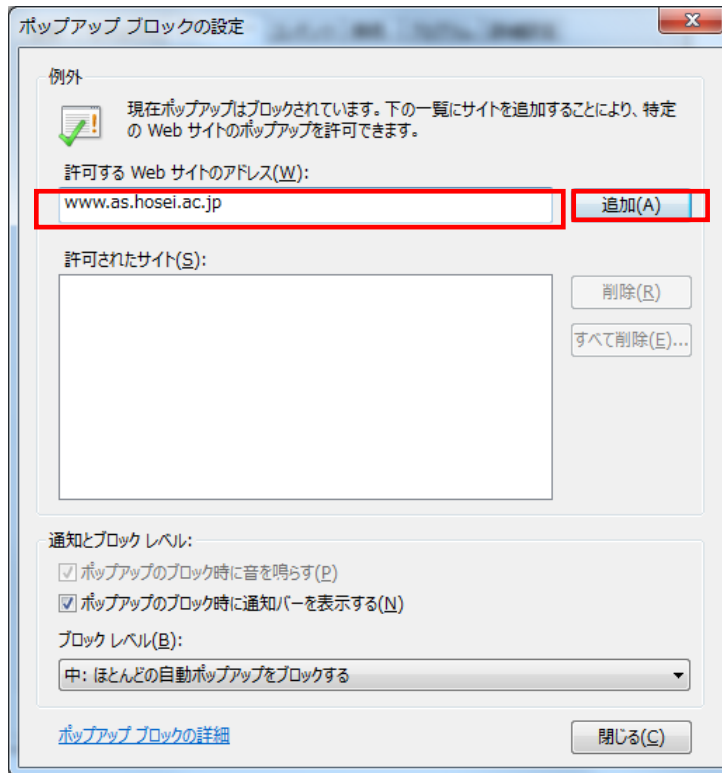 ポップアップ ブロックの設定
例外
現在ポップアップはブロックされています。下の一覧にサイトを追加することにより、特定
の Web サイトのポップアップを許可できます。
許可する Web サイトのアドレス(W):
www.as.hosei.ac.jp
追加(A)
許可されたサイト(S):
削除(R)
すべて削除(E)...
通知とブロック レベル:
ポップアップのブロック時に音を鳴らす(P)
ポップアップのブロック時に通知バーを表示する(N)
ブロック レベル(B):
中: ほとんどの自動ポップアップをブロックする
ポップアップ ブロックの詳細
閉じる(C)